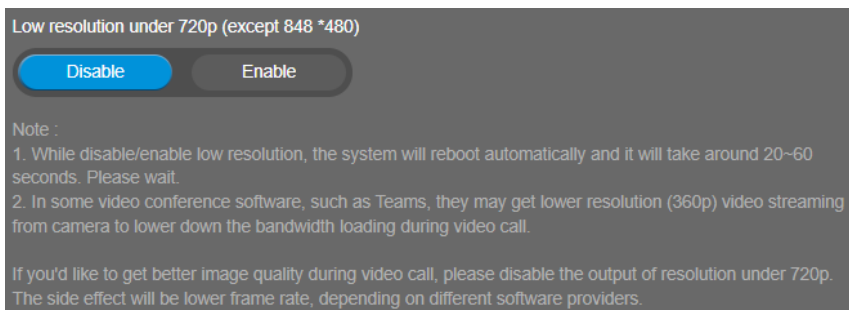 Low resolution under 720p (except 848 *480)
Disable Enable
Note :
1. While disable/enable low resolution, the system will reboot automatically and it will take around 20~60
seconds. Please wait.
2. In some video conference software, such as Teams, they may get lower resolution (360p) video streaming
from camera to lower down the bandwidth loading during video call.
If you'd like to get better image quality during video call, please disable the output of resolution under 720p.
The side effect will be lower frame rate, depending on different software providers.